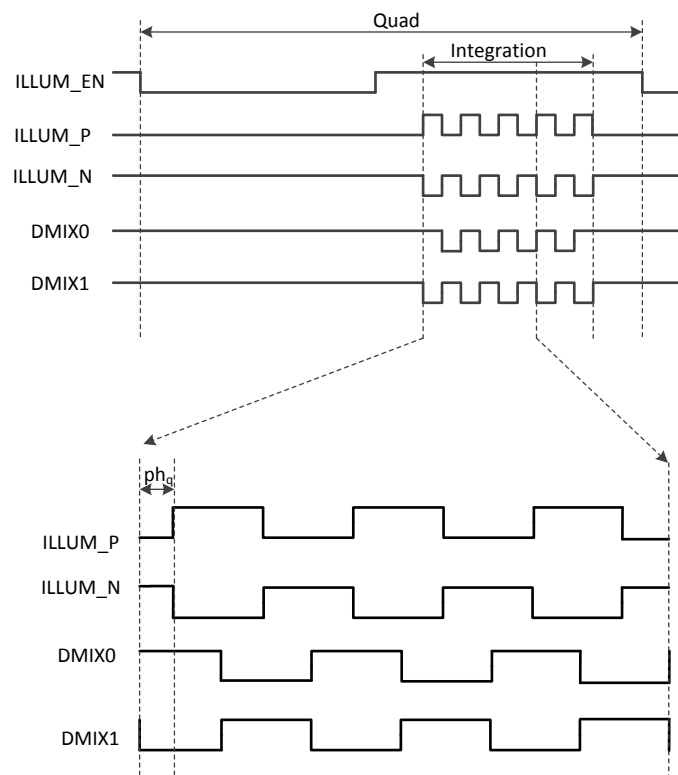 Quad
Integration
ILLUM_EN
ILLUM_P
ILLUM_N
DMIX0
DMIX1
phq
ILLUM_P
ILLUM_N
DMIX0
DMIX1